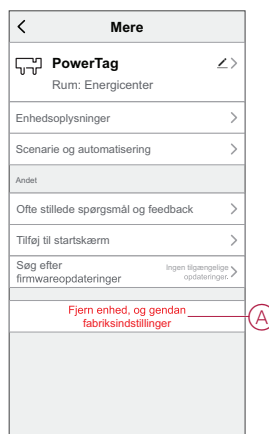 Mere
PowerTag
Rum: Energicenter
Enhedsoplysninger
Scenarie og automatisering
Andet
Ofte stillede spørgsmål og feedback
Tilføj til startskærm
Søg efter
firmwareopdateringer
Ingen tilgængelige
opdateringer.
Fjern enhed, og gendan
fabriksindstillinger
A